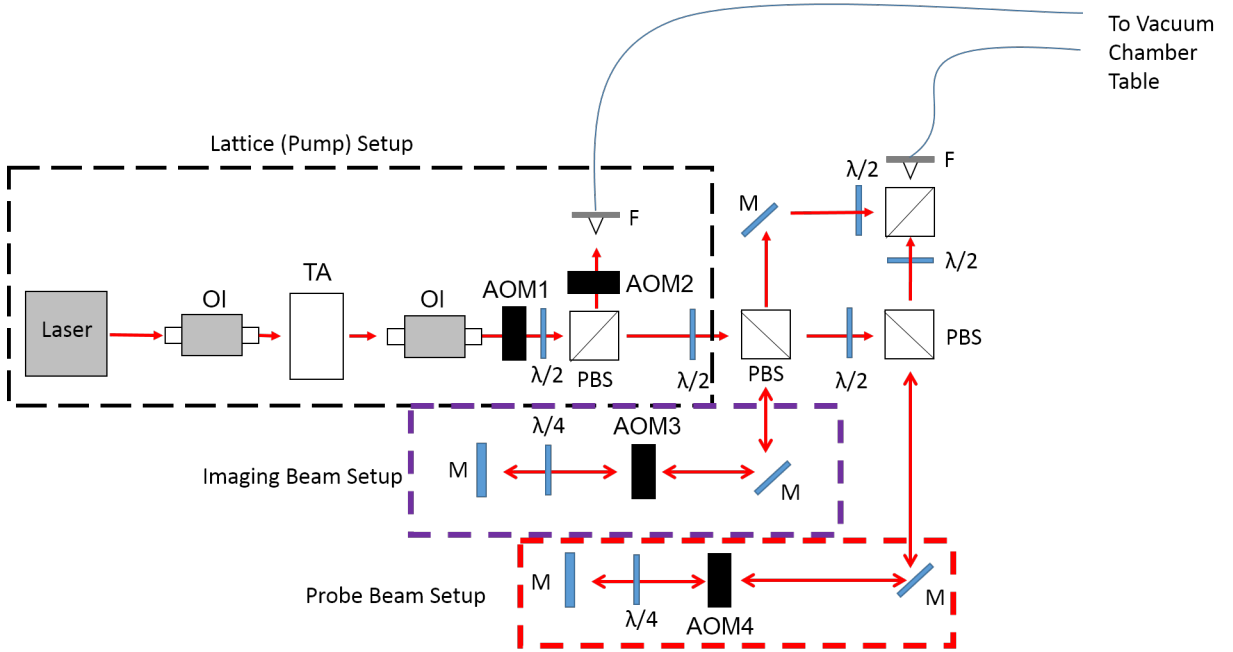 To Vacuum
Chamber
Table
Lattice (Pump) Setup
F
λ/2
M
F
λ/2
TA
OI
OI
AOM1
AOM2
Laser
PBS
λ/2
PBS
λ/2
PBS
λ/2
λ/4
AOM3
M
Imaging Beam Setup
M
M
Probe Beam Setup
λ/4
AOM4
M